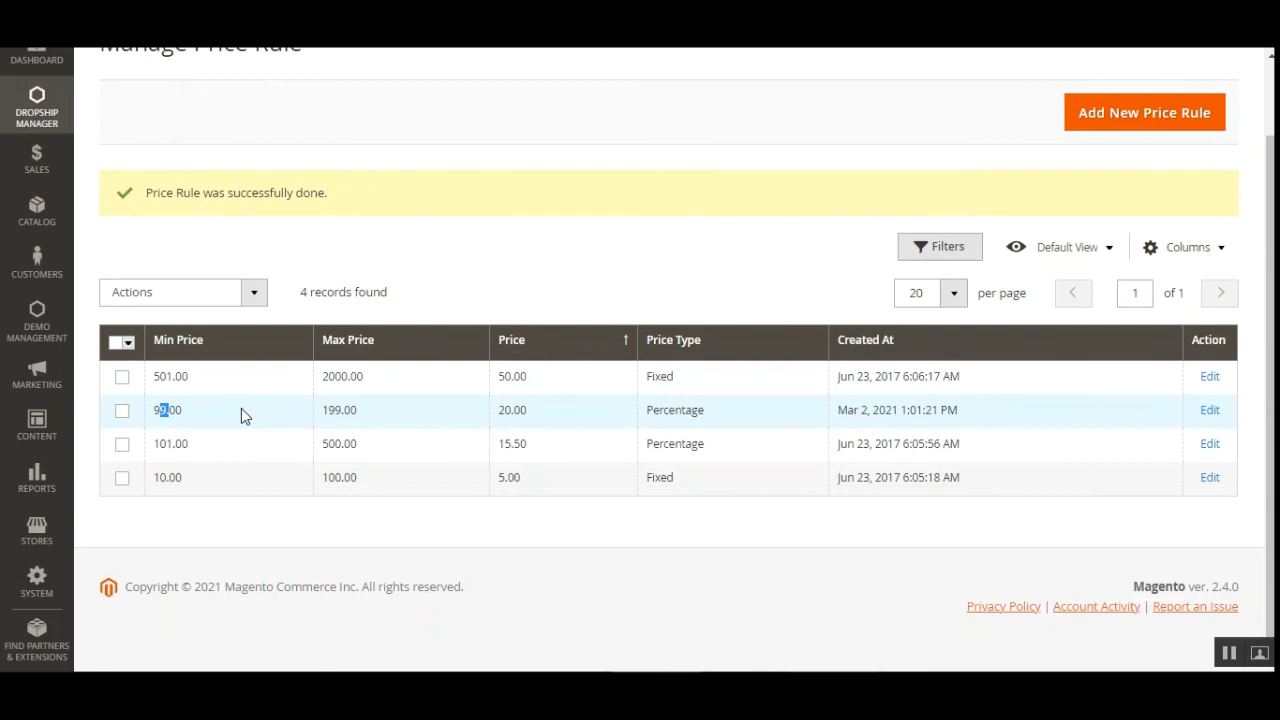 DASHBOARD
DROPSHIP
MANAGER
SALES
CATALOG
CUSTOMERS
DEMO
MANAGEMENT
MARKETING
CONTENT
REPORTS
STORES
SYSTEM
FIND PARTNERS
& EXTENSIONS
Manage Price Rule
Add New Price Rule
Price Rule was successfully done.
Filters Default View Columns
Actions 4 records found 20 per page 1 of 1
Min Price Max Price Price Price Type Created At Action
501.00 2000.00 50.00 Fixed Jun 23, 2017 6:06:17 AM Edit
99.00 199.00 20.00 Percentage Mar 2, 2021 1:01:21 PM Edit
101.00 500.00 15.50 Percentage Jun 23, 2017 6:05:56 AM Edit
10.00 100.00 5.00 Fixed Jun 23, 2017 6:05:18 AM Edit
Copyright © 2021 Magento Commerce Inc. All rights reserved. Magento ver. 2.4.0
Privacy Policy | Account Activity | Report an Issue